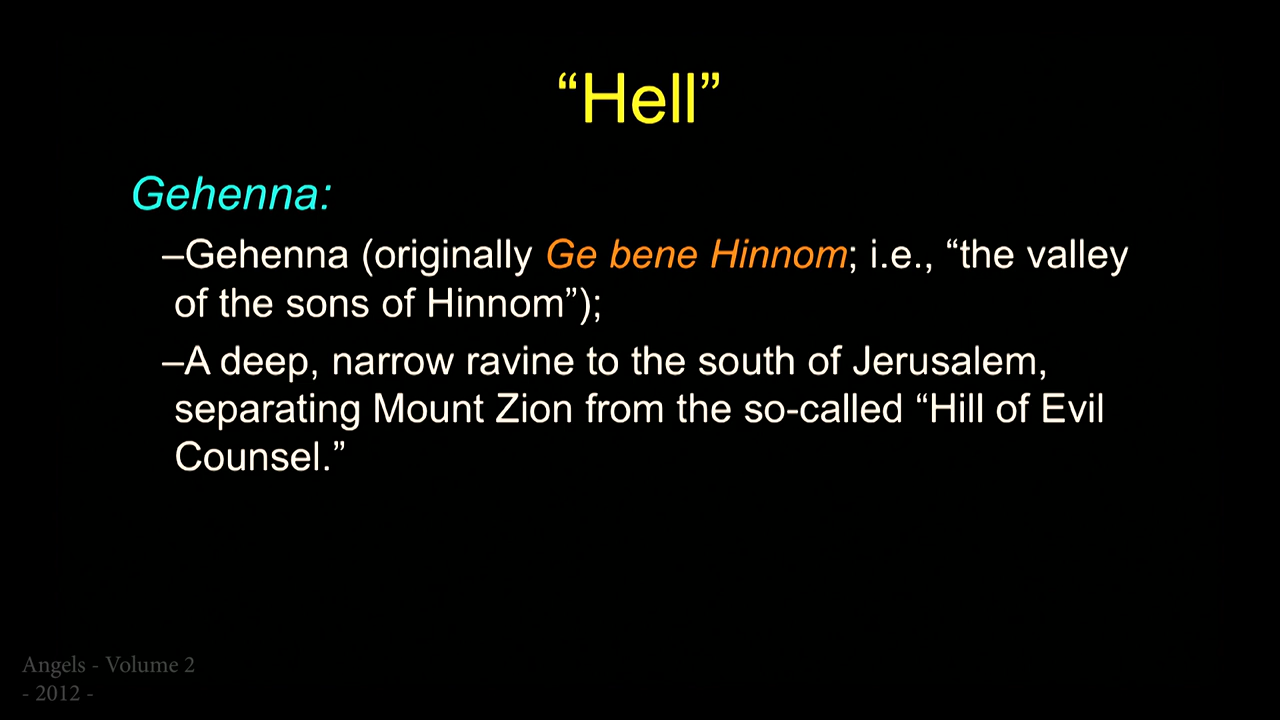 “Hell”
Gehenna:
–Gehenna (originally Ge bene Hinnom; i.e., “the valley
of the sons of Hinnom”);
–A deep, narrow ravine to the south of Jerusalem,
separating Mount Zion from the so-called “Hill of Evil
Counsel.”
Angels - Volume 2
- 2012 -